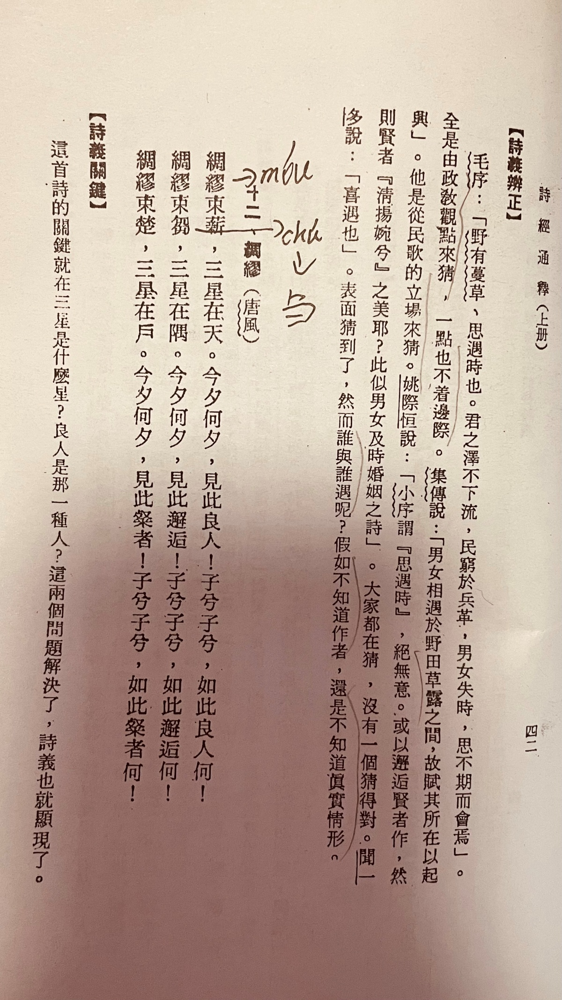 詩經通釋（上册）
四二
【詩義辨正】
毛序：「野有蔓草、思遇時也。君之澤不下流，民窮於兵革，男女失時，思不期而會焉」。
全是由政教觀點來猜，一點也不着邊際。集傳說：「男女相遇於野田草露之間，故賦其所在以起
興」。他是從民歌的立場來猜。姚際恒說：「小序謂『思遇時』，絕無意。或以邂逅賢者作，然
則賢者『清揚婉兮』之美耶？此似男女及時婚姻之詩」。大家都在猜，沒有一個猜得對。聞一
多說：「喜遇也」。表面猜到了，然而誰與誰遇呢？假如不知道作者，還是不知道眞實情形。
móu
chú
↓
刍
十二、綢繆（唐風）
綢繆束薪，三星在天。今夕何夕，見此良人！子兮子兮，如此良人何！
綢繆束芻，三星在隅。今夕何夕，見此邂逅！子兮子兮，如此邂逅何！
綢繆束楚，三星在戶。今夕何夕，見此粲者！子兮子兮，如此粲者何！
【詩義關鍵】
這首詩的關鍵就在三星是什麼星？良人是那一種人？這兩個問題解決了，詩義也就顯現了。